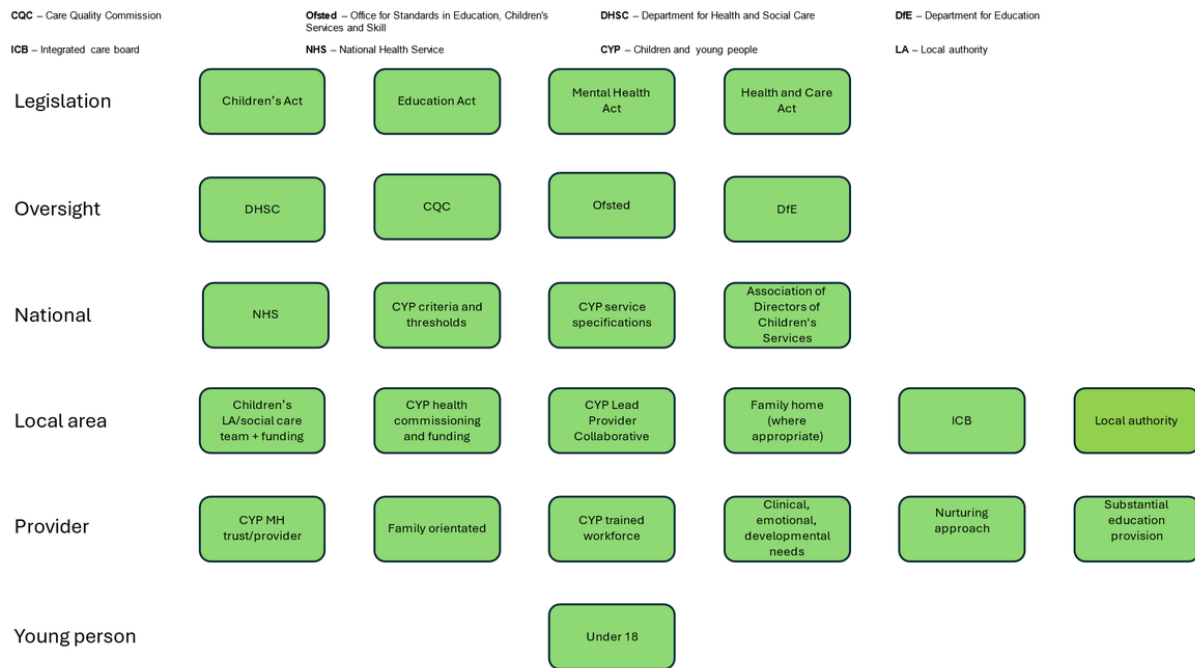 CQC – Care Quality Commission
Ofsted – Office for Standards in Education, Children's
Services and Skill
DHSC – Department for Health and Social Care
DfE – Department for Education
ICB – Integrated care board
NHS – National Health Service
CYP – Children and young people
LA – Local authority
Legislation
Children's Act
Education Act
Mental Health
Act
Health and Care
Act
Oversight
DHSC
CQC
Ofsted
DfE
National
NHS
CYP criteria and
thresholds
CYP service
specifications
Association of
Directors of
Children's
Services
Local area
Children's
LA/social care
team + funding
CYP health
commissioning
and funding
CYP Lead
Provider
Collaborative
Family home
(where
appropriate)
ICB
Local authority
Provider
CYP MH
trust/provider
Family orientated
CYP trained
workforce
Clinical,
emotional,
developmental
needs
Nurturing
approach
Substantial
education
provision
Young person
Under 18